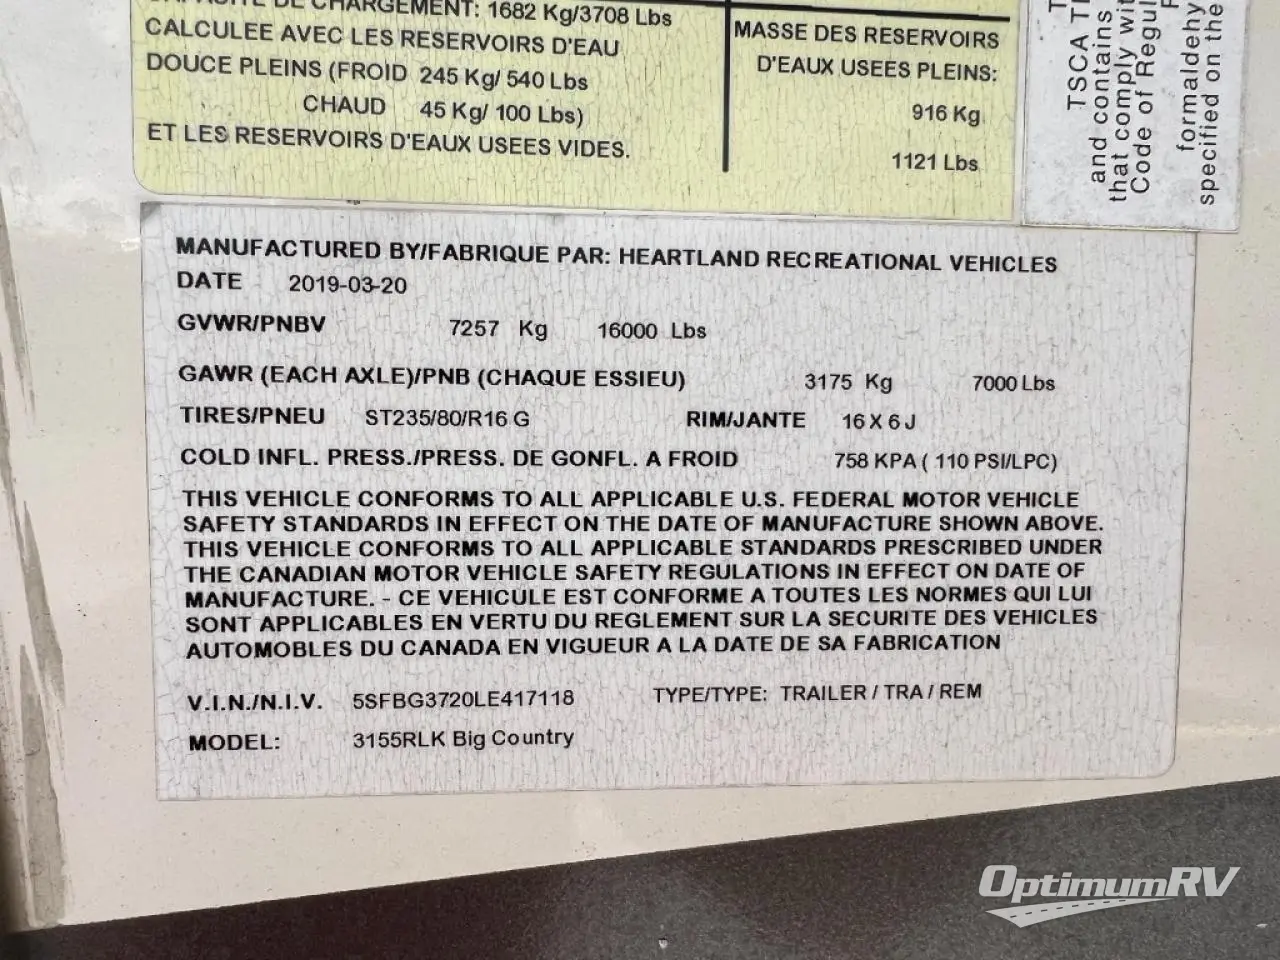 DE CHARGEMENT: 1682 Kg/3708 Lbs
CALCULEE AVEC LES RESERVOIRS D'EAU
DOUCE PLEINS (FROID 245 Kg/ 540 Lbs
CHAUD 45 Kg/ 100 Lbs)
ET LES RESERVOIRS D'EAUX USEES VIDES.
MASSE DES RESERVOIRS
D'EAUX USEES PLEINS:
916 Kg
1121 Lbs
TSCA
and contains
that comply
Code of
formaldehy
specified on the
MANUFACTURED BY/FABRIQUE PAR: HEARTLAND RECREATIONAL VEHICLES
DATE 2019-03-20
GVWR/PNBV 7257 Kg 16000 Lbs
GAWR (EACH AXLE)/PNB (CHAQUE ESSIEU) 3175 Kg 7000 Lbs
TIRES/PNEU ST235/80/R16 G RIM/JANTE 16 X 6 J
COLD INFL. PRESS./PRESS. DE GONFL. A FROID 758 KPA ( 110 PSI/LPC)
THIS VEHICLE CONFORMS TO ALL APPLICABLE U.S. FEDERAL MOTOR VEHICLE
SAFETY STANDARDS IN EFFECT ON THE DATE OF MANUFACTURE SHOWN ABOVE.
THIS VEHICLE CONFORMS TO ALL APPLICABLE STANDARDS PRESCRIBED UNDER
THE CANADIAN MOTOR VEHICLE SAFETY REGULATIONS IN EFFECT ON DATE OF
MANUFACTURE. - CE VEHICULE EST CONFORME A TOUTES LES NORMES QUI LUI
SONT APPLICABLES EN VERTU DU REGLEMENT SUR LA SECURITE DES VEHICLES
AUTOMOBLES DU CANADA EN VIGUEUR A LA DATE DE SA FABRICATION
V.I.N./N.I.V. 5SFBG3720LE417118 TYPE/TYPE: TRAILER / TRA / REM
MODEL: 3155RLK Big Country
OptimumRV